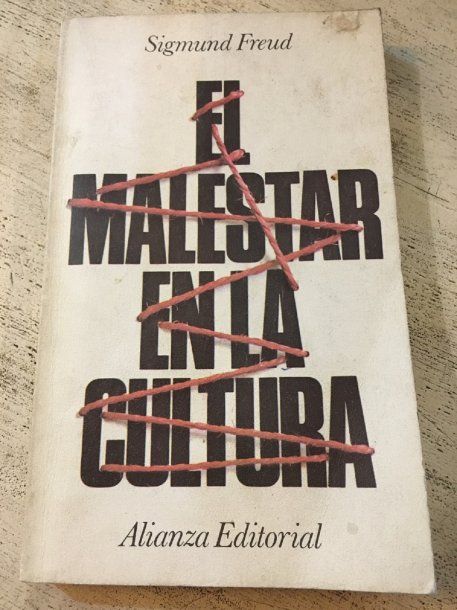 Sigmund Freud
EL
MALESTAR
EN LA
CULTURA
Alianza Editorial